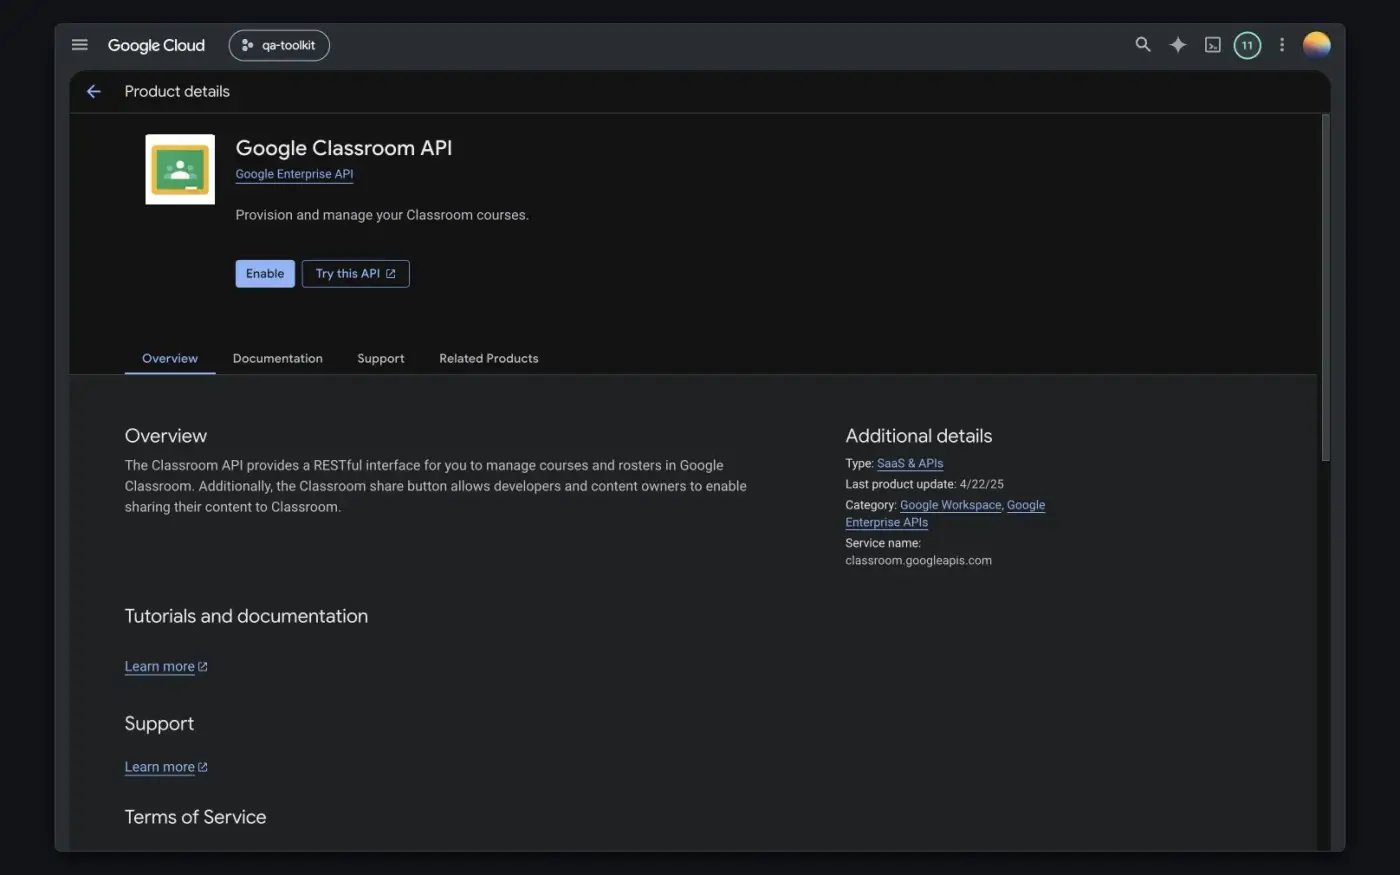 Google Cloud
qa-toolkit
11
Product details
Google Classroom API
Google Enterprise API
Provision and manage your Classroom courses.
Enable
Try this API
Overview
Documentation
Support
Related Products
Overview
The Classroom API provides a RESTful interface for you to manage courses and rosters in Google
Classroom. Additionally, the Classroom share button allows developers and content owners to enable
sharing their content to Classroom.
Additional details
Type: SaaS & APIs
Last product update: 4/22/25
Category: Google Workspace, Google
Enterprise APIs
Service name:
classroom.googleapis.com
Tutorials and documentation
Learn more
Support
Learn more
Terms of Service